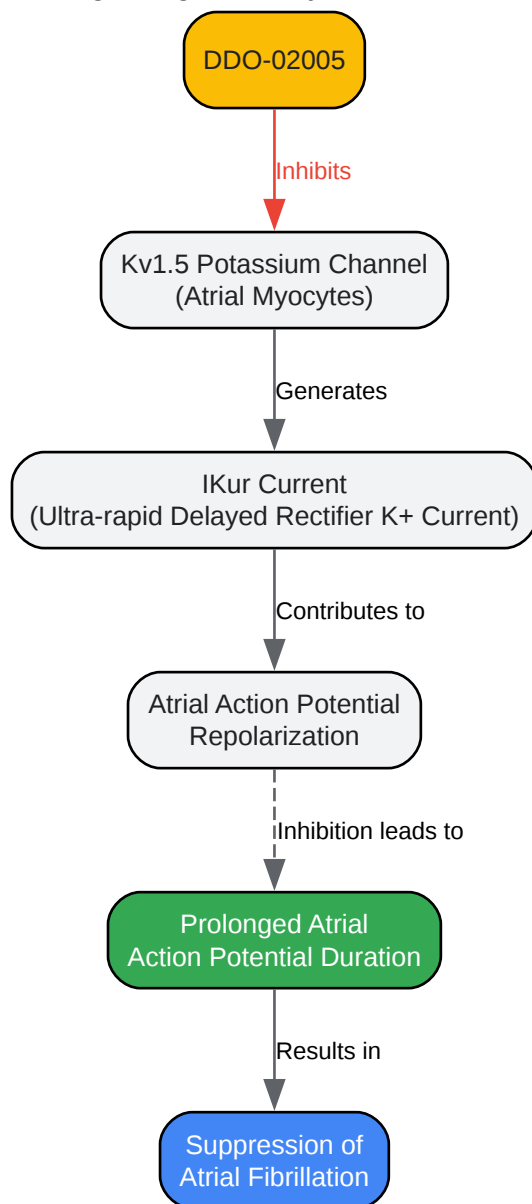 DDO-02005
Inhibits
Kv1.5 Potassium Channel
(Atrial Myocytes)
Generates
IKur Current
(Ultra-rapid Delayed Rectifier K+ Current)
Contributes to
Atrial Action Potential
Repolarization
Inhibition leads to
Prolonged Atrial
Action Potential Duration
Results in
Suppression of
Atrial Fibrillation